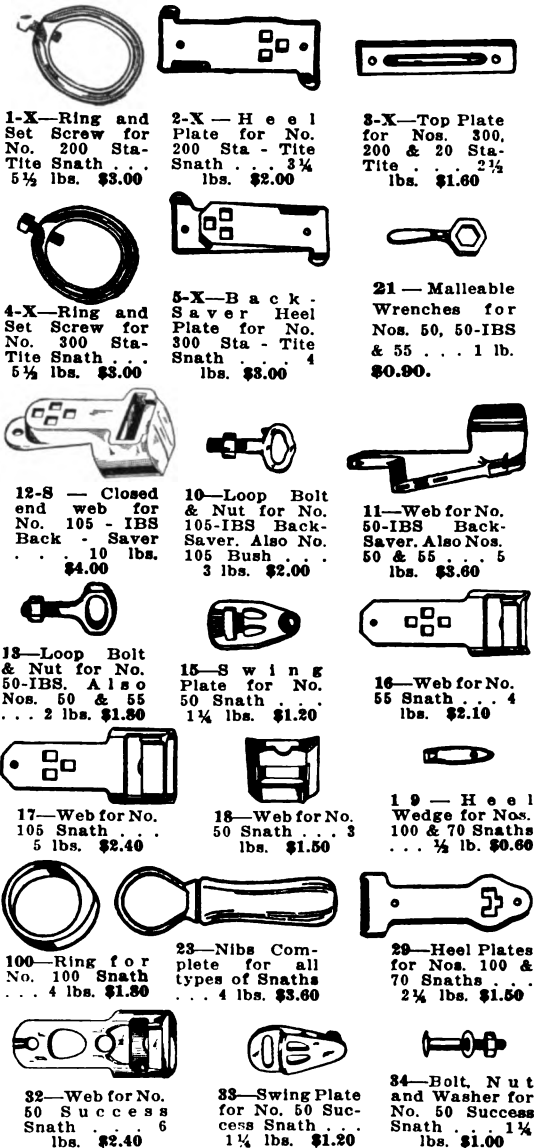 1-X—Ring and
Set Screw for
No. 200 Sta-
Tite Snath . . .
5½ lbs. $3.00
2-X — Heel
Plate for No.
200 Sta - Tite
Snath . . . 3¼
lbs. $2.00
3-X—Top Plate
for Nos. 300,
200 & 20 Sta-
Tite . . . 2½
lbs. $1.60
4-X—Ring and
Set Screw for
No. 300 Sta-
Tite Snath . . .
5½ lbs. $3.00
5-X—Back-
Saver Heel
Plate for No.
300 Sta - Tite
Snath . . . 4
lbs. $3.00
21 — Malleable
Wrenches for
Nos. 50, 50-IBS
& 55 . . . 1 lb.
$0.90.
12-S — Closed
end web for
No. 105 - IBS
Back - Saver
. . . 10 lbs.
$4.00
10—Loop Bolt
& Nut for No.
105-IBS Back-
Saver. Also No.
105 Bush . . .
3 lbs. $2.00
11—Web for No.
50-IBS Back-
Saver. Also Nos.
50 & 55 . . . 5
lbs. $3.60
13—Loop Bolt
& Nut for No.
50-IBS. Also
Nos. 50 & 55
. . . 2 lbs. $1.80
15—Swing
Plate for No.
50 Snath . . .
1¼ lbs. $1.20
16—Web for No.
55 Snath . . . 4
lbs. $2.10
17—Web for No.
105 Snath . . .
5 lbs. $2.40
18—Web for No.
50 Snath . . . 3
lbs. $1.50
19 — Heel
Wedge for Nos.
100 & 70 Snaths
. . . ½ lb. $0.60
100—Ring for
No. 100 Snath
. . . 4 lbs. $1.80
23—Nibs Com-
plete for all
types of Snaths
. . . 4 lbs. $3.60
29—Heel Plates
for Nos. 100 &
70 Snaths . . .
2¼ lbs. $1.50
32—Web for No.
50 Success
Snath . . . 6
lbs. $2.40
33—Swing Plate
for No. 50 Suc-
cess Snath . . .
1¼ lbs. $1.20
34—Bolt, Nut
and Washer for
No. 50 Success
Snath . . . 1¼
lbs. $1.00